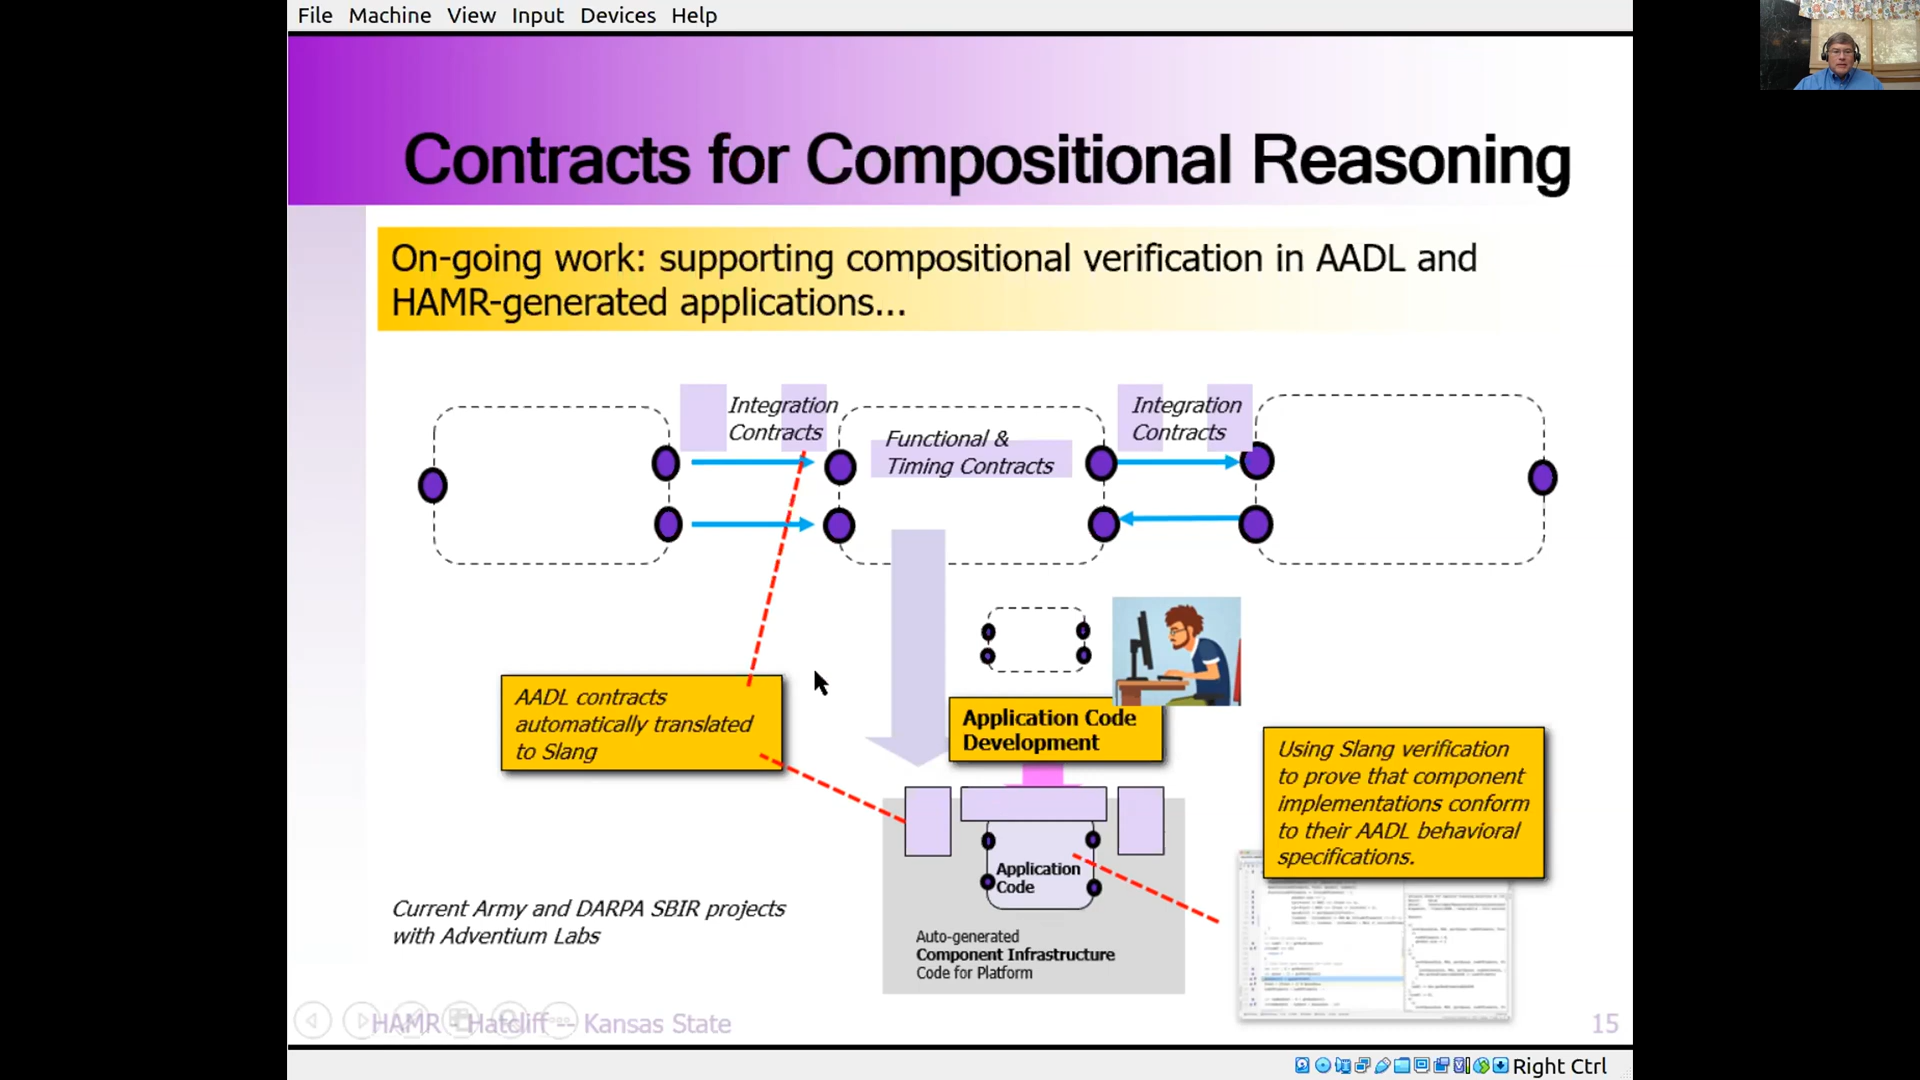 File Machine View Input Devices Help
Contracts for Compositional Reasoning
On-going work: supporting compositional verification in AADL and
HAMR-generated applications...
Integration
Contracts
Functional &
Timing Contracts
Integration
Contracts
AADL contracts
automatically translated
to Slang
Application Code
Development
Using Slang verification
to prove that component
implementations conform
to their AADL behavioral
specifications.
Application
Code
Current Army and DARPA SBIR projects
with Adventium Labs
Auto-generated
Component Infrastructure
Code for Platform
HAMR - Hatcliff -- Kansas State
15
Right Ctrl